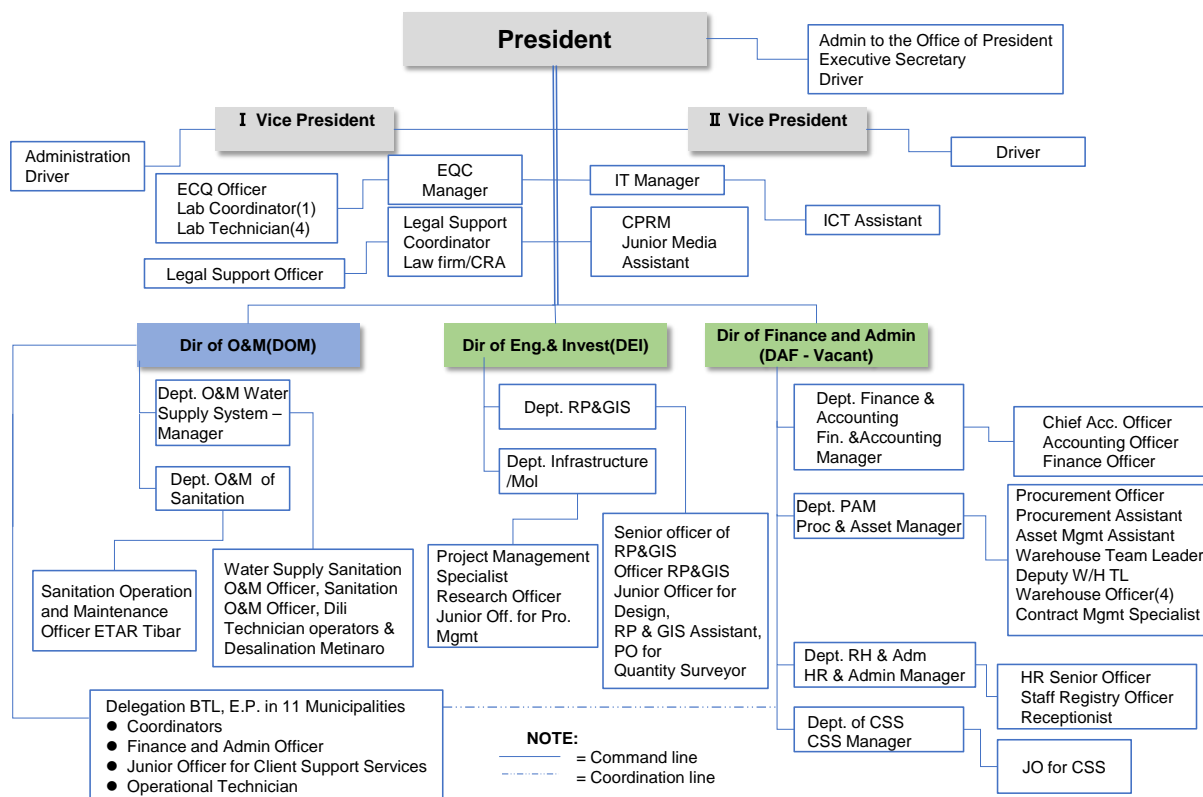 President
Admin to the Office of President
Executive Secretary
Driver
Ⅰ Vice President
Ⅱ Vice President
Administration
Driver
Driver
ECQ Officer
Lab Coordinator(1)
Lab Technician(4)
EQC
Manager
IT Manager
ICT Assistant
Legal Support
Coordinator
Law firm/CRA
CPRM
Junior Media
Assistant
Legal Support Officer
Dir of O&M(DOM)
Dir of Eng.& Invest(DEI)
Dir of Finance and Admin
(DAF - Vacant)
Dept. O&M Water
Supply System –
Manager
Dept. O&M of
Sanitation
Sanitation Operation
and Maintenance
Officer ETAR Tibar
Water Supply Sanitation
O&M Officer, Sanitation
O&M Officer, Dili
Technician operators &
Desalination Metinaro
Dept. RP&GIS
Dept. Infrastructure
/Mol
Project Management
Specialist
Research Officer
Junior Off. for Pro.
Mgmt
Senior officer of
RP&GIS
Officer RP&GIS
Junior Officer for
Design,
RP & GIS Assistant,
PO for
Quantity Surveyor
Dept. Finance &
Accounting
Fin. &Accounting
Manager
Chief Acc. Officer
Accounting Officer
Finance Officer
Dept. PAM
Proc & Asset Manager
Procurement Officer
Procurement Assistant
Asset Mgmt Assistant
Warehouse Team Leader
Deputy W/H TL
Warehouse Officer(4)
Contract Mgmt Specialist
Dept. RH & Adm
HR & Admin Manager
HR Senior Officer
Staff Registry Officer
Receptionist
Dept. of CSS
CSS Manager
JO for CSS
Delegation BTL, E.P. in 11 Municipalities
● Coordinators
● Finance and Admin Officer
● Junior Officer for Client Support Services
● Operational Technician
NOTE:
= Command line
= Coordination line